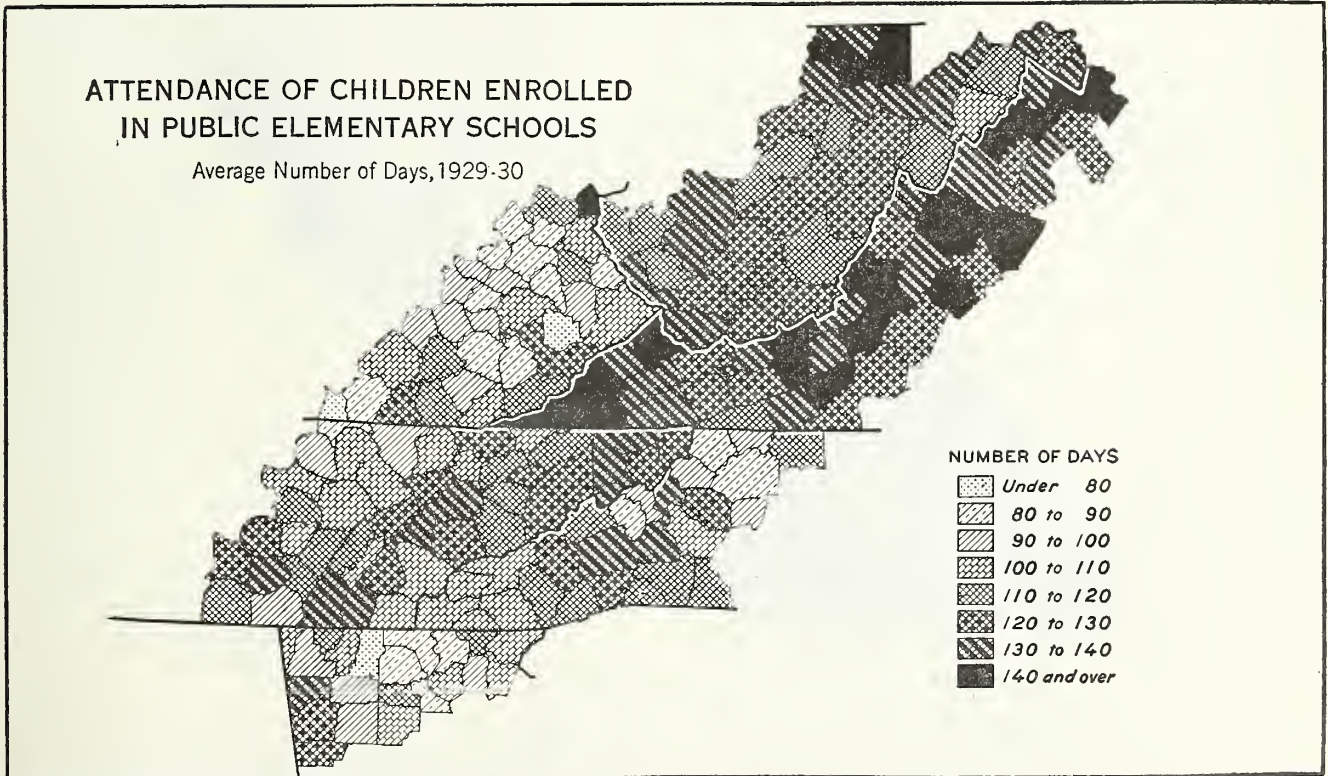 ATTENDANCE OF CHILDREN ENROLLED
IN PUBLIC ELEMENTARY SCHOOLS
Average Number of Days, 1929-30
NUMBER OF DAYS
Under 80
80 to 90
90 to 100
100 to 110
110 to 120
120 to 130
130 to 140
140 and over